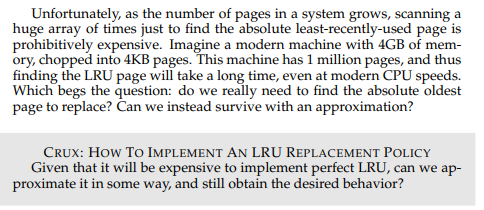 Unfortunately, as the number of pages in a system grows, scanning a
huge array of times just to find the absolute least-recently-used page is
prohibitively expensive. Imagine a modern machine with 4GB of mem-
ory, chopped into 4KB pages. This machine has 1 million pages, and thus
finding the LRU page will take a long time, even at modern CPU speeds.
Which begs the question: do we really need to find the absolute oldest
page to replace? Can we instead survive with an approximation?
CRUX: HOW TO IMPLEMENT AN LRU REPLACEMENT POLICY
Given that it will be expensive to implement perfect LRU, can we ap-
proximate it in some way, and still obtain the desired behavior?